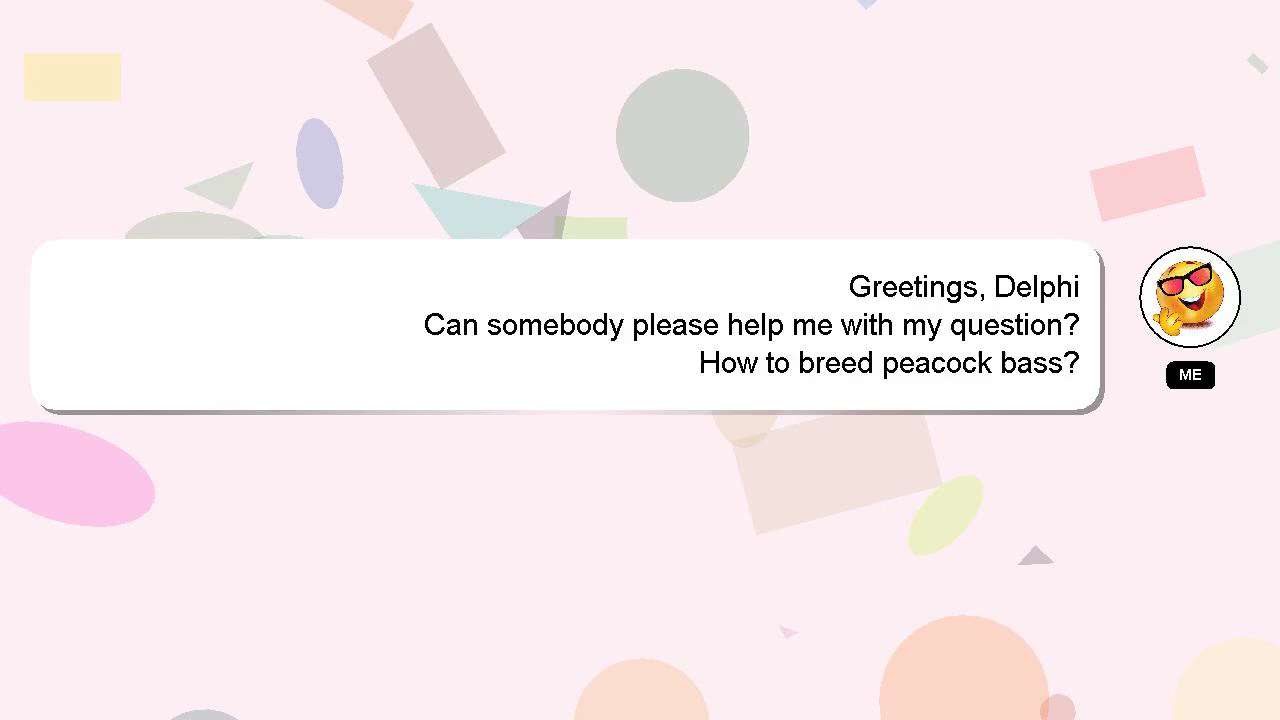 Greetings, Delphi
Can somebody please help me with my question?
How to breed peacock bass?
ME